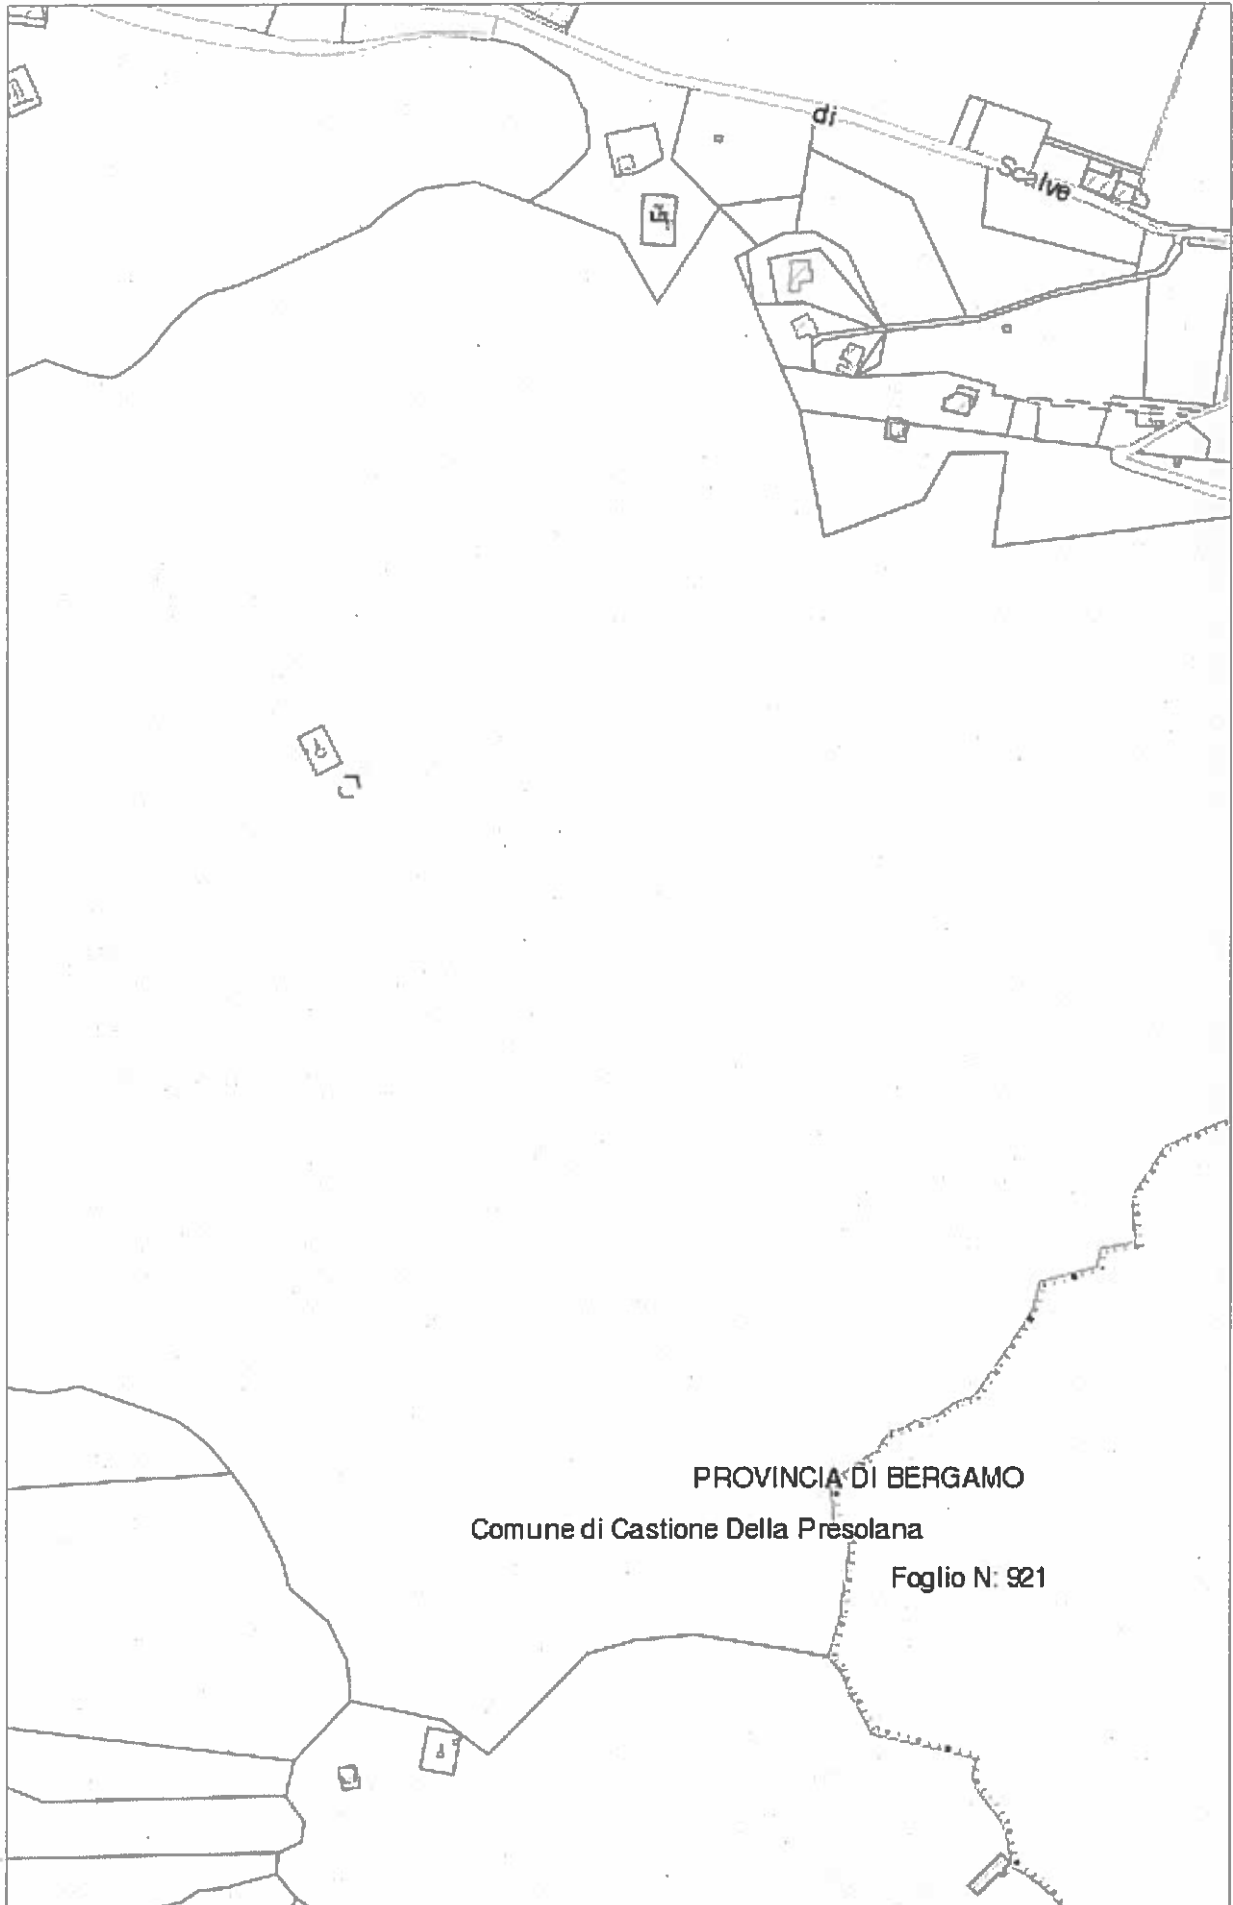 di
Scalve
PROVINCIA DI BERGAMO
Comune di Castione Della Presolana
Foglio N: 921